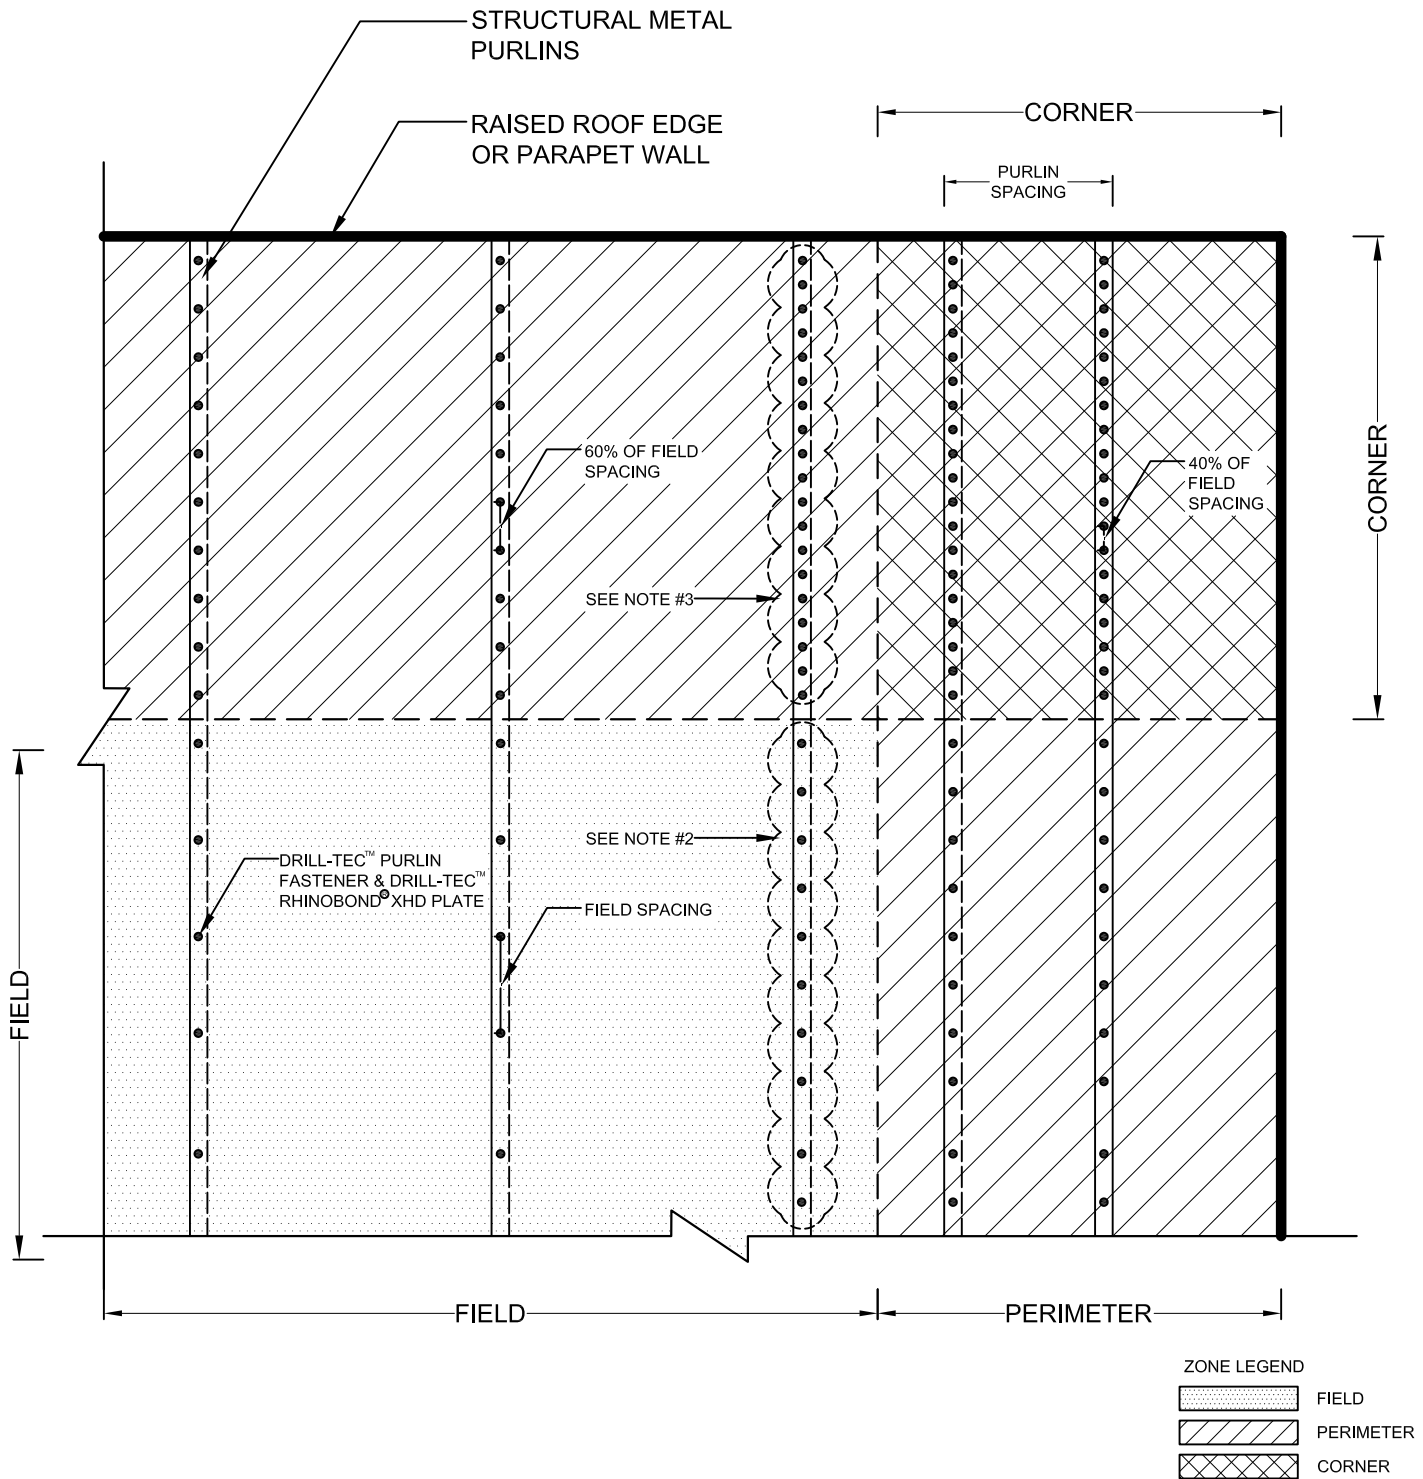 STRUCTURAL METAL
PURLINS
RAISED ROOF EDGE
OR PARAPET WALL
CORNER
PURLIN
SPACING
60% OF FIELD
SPACING
40% OF
FIELD
SPACING
CORNER
SEE NOTE #3
SEE NOTE #2
DRILL-TEC™ PURLIN
FASTENER & DRILL-TEC™
RHINOBOND® XHD PLATE
FIELD SPACING
FIELD
FIELD
PERIMETER
ZONE LEGEND
FIELD
PERIMETER
CORNER